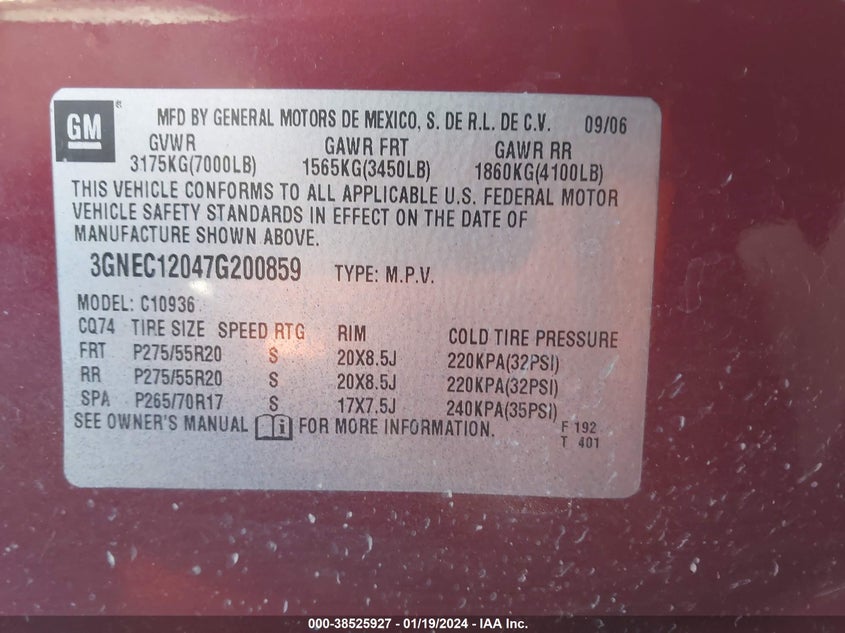 GM
MFD BY GENERAL MOTORS DE MEXICO, S. DE R.L. DE C.V. 09/06
GVWR GAWR FRT GAWR RR
3175KG(7000LB) 1565KG(3450LB) 1860KG(4100LB)
THIS VEHICLE CONFORMS TO ALL APPLICABLE U.S. FEDERAL MOTOR
VEHICLE SAFETY STANDARDS IN EFFECT ON THE DATE OF
MANUFACTURE SHOWN ABOVE.
3GNEC12047G200859 TYPE: M.P.V.
MODEL: C10936
CQ74 TIRE SIZE SPEED RTG RIM COLD TIRE PRESSURE
FRT P275/55R20 S 20X8.5J 220KPA(32PSI)
RR P275/55R20 S 20X8.5J 220KPA(32PSI)
SPA P265/70R17 S 17X7.5J 240KPA(35PSI)
SEE OWNER'S MANUAL FOR MORE INFORMATION. F 192
T 401
000-38525927 - 01/19/2024 - IAA Inc.